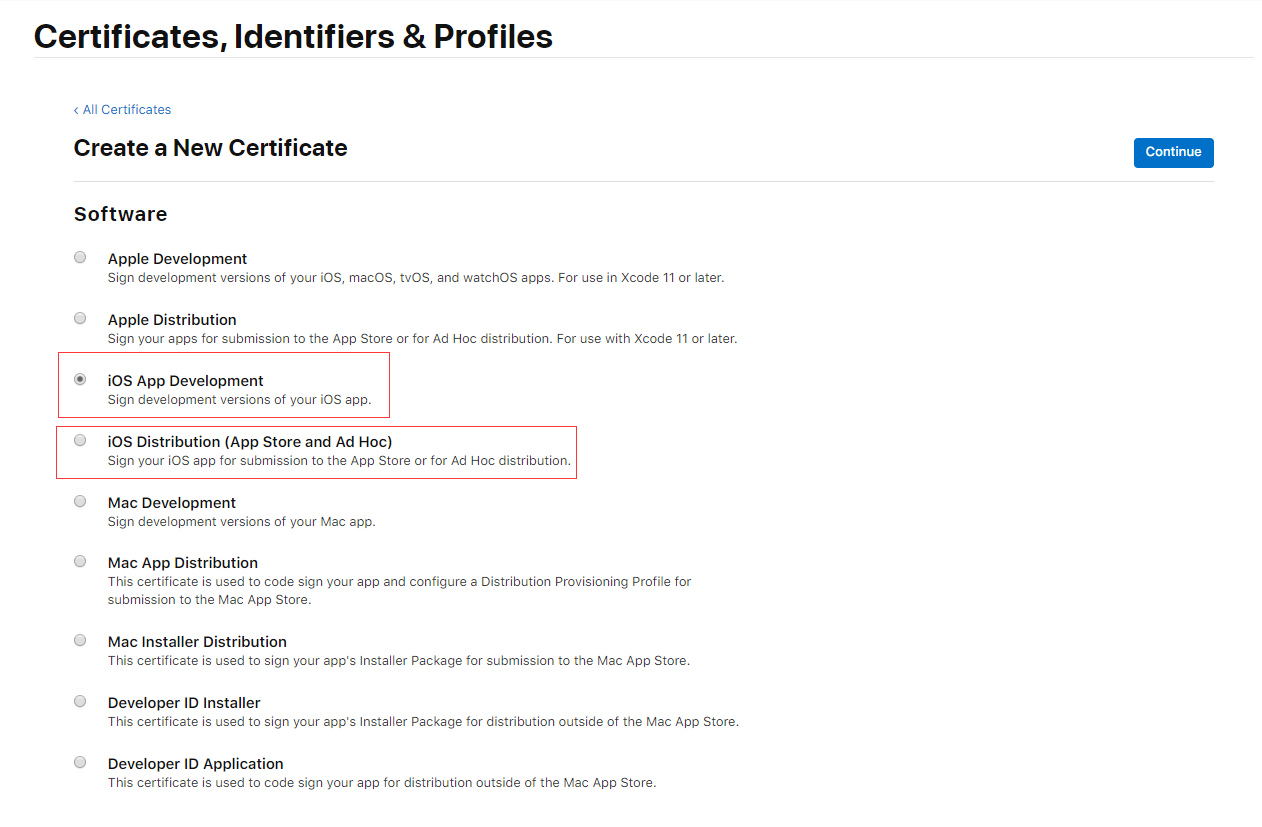 Certificates, Identifiers & Profiles
‹ All Certificates
Create a New Certificate
Continue
Software
Apple Development
Sign development versions of your iOS, macOS, tvOS, and watchOS apps. For use in Xcode 11 or later.
Apple Distribution
Sign your apps for submission to the App Store or for Ad Hoc distribution. For use with Xcode 11 or later.
iOS App Development
Sign development versions of your iOS app.
iOS Distribution (App Store and Ad Hoc)
Sign your iOS app for submission to the App Store or for Ad Hoc distribution.
Mac Development
Sign development versions of your Mac app.
Mac App Distribution
This certificate is used to code sign your app and configure a Distribution Provisioning Profile for
submission to the Mac App Store.
Mac Installer Distribution
This certificate is used to sign your app's Installer Package for submission to the Mac App Store.
Developer ID Installer
This certificate is used to sign your app's Installer Package for distribution outside of the Mac App Store.
Developer ID Application
This certificate is used to code sign your app for distribution outside of the Mac App Store.